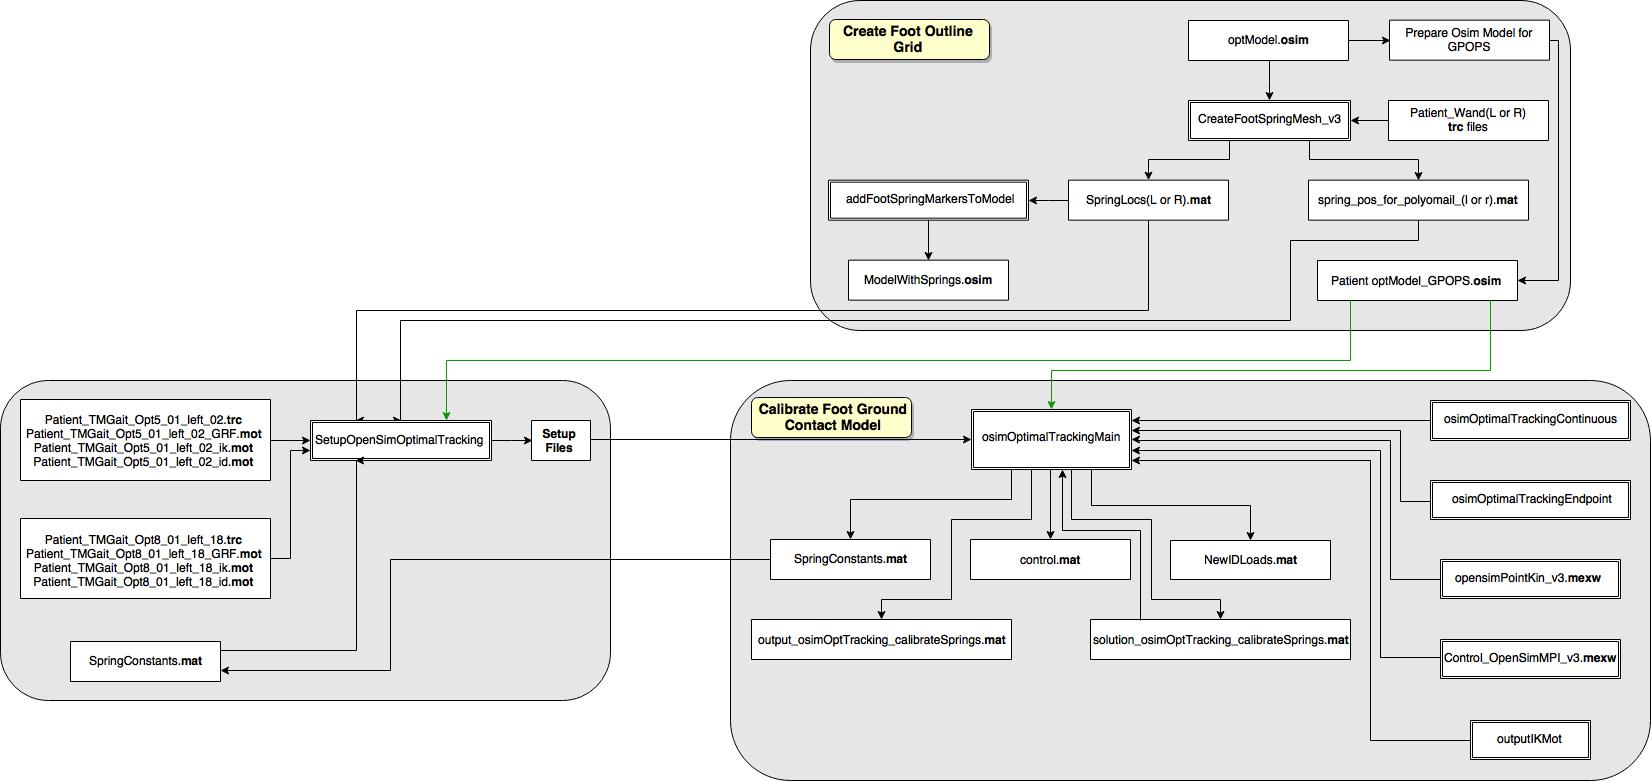 Create Foot Outline
Grid
optModel.osim
Prepare Osim Model for
GPOPS
CreateFootSpringMesh_v3
Patient_Wand(L or R)
trc files
addFootSpringMarkersToModel
SpringLocs(L or R).mat
spring_pos_for_polyomail_(l or r).mat
ModelWithSprings.osim
Patient optModel_GPOPS.osim
Patient_TMGait_Opt5_01_left_02.trc
Patient_TMGait_Opt5_01_left_02_GRF.mot
Patient_TMGait_Opt5_01_left_02_ik.mot
Patient_TMGait_Opt5_01_left_02_id.mot
SetupOpenSimOptimalTracking
Setup
Files
Patient_TMGait_Opt8_01_left_18.trc
Patient_TMGait_Opt8_01_left_18_GRF.mot
Patient_TMGait_Opt8_01_left_18_ik.mot
Patient_TMGait_Opt8_01_left_18_id.mot
SpringConstants.mat
Calibrate Foot Ground
Contact Model
osimOptimalTrackingMain
osimOptimalTrackingContinuous
osimOptimalTrackingEndpoint
SpringConstants.mat
control.mat
NewIDLoads.mat
opensimPointKin_v3.mexw
output_osimOptTracking_calibrateSprings.mat
solution_osimOptTracking_calibrateSprings.mat
Control_OpenSimMPI_v3.mexw
outputIKMot